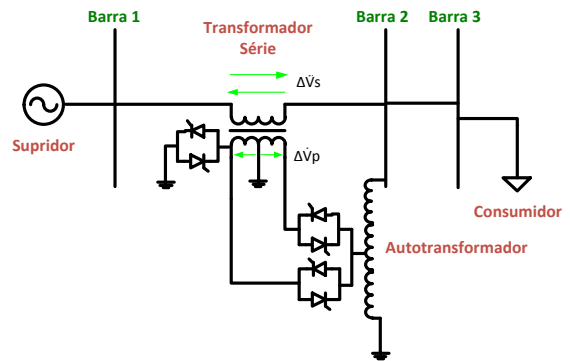 Barra 1
Transformador
Série
Barra 2
Barra 3
ΔV̈s
Supridor
ΔV̇p
Consumidor
Autotransformador